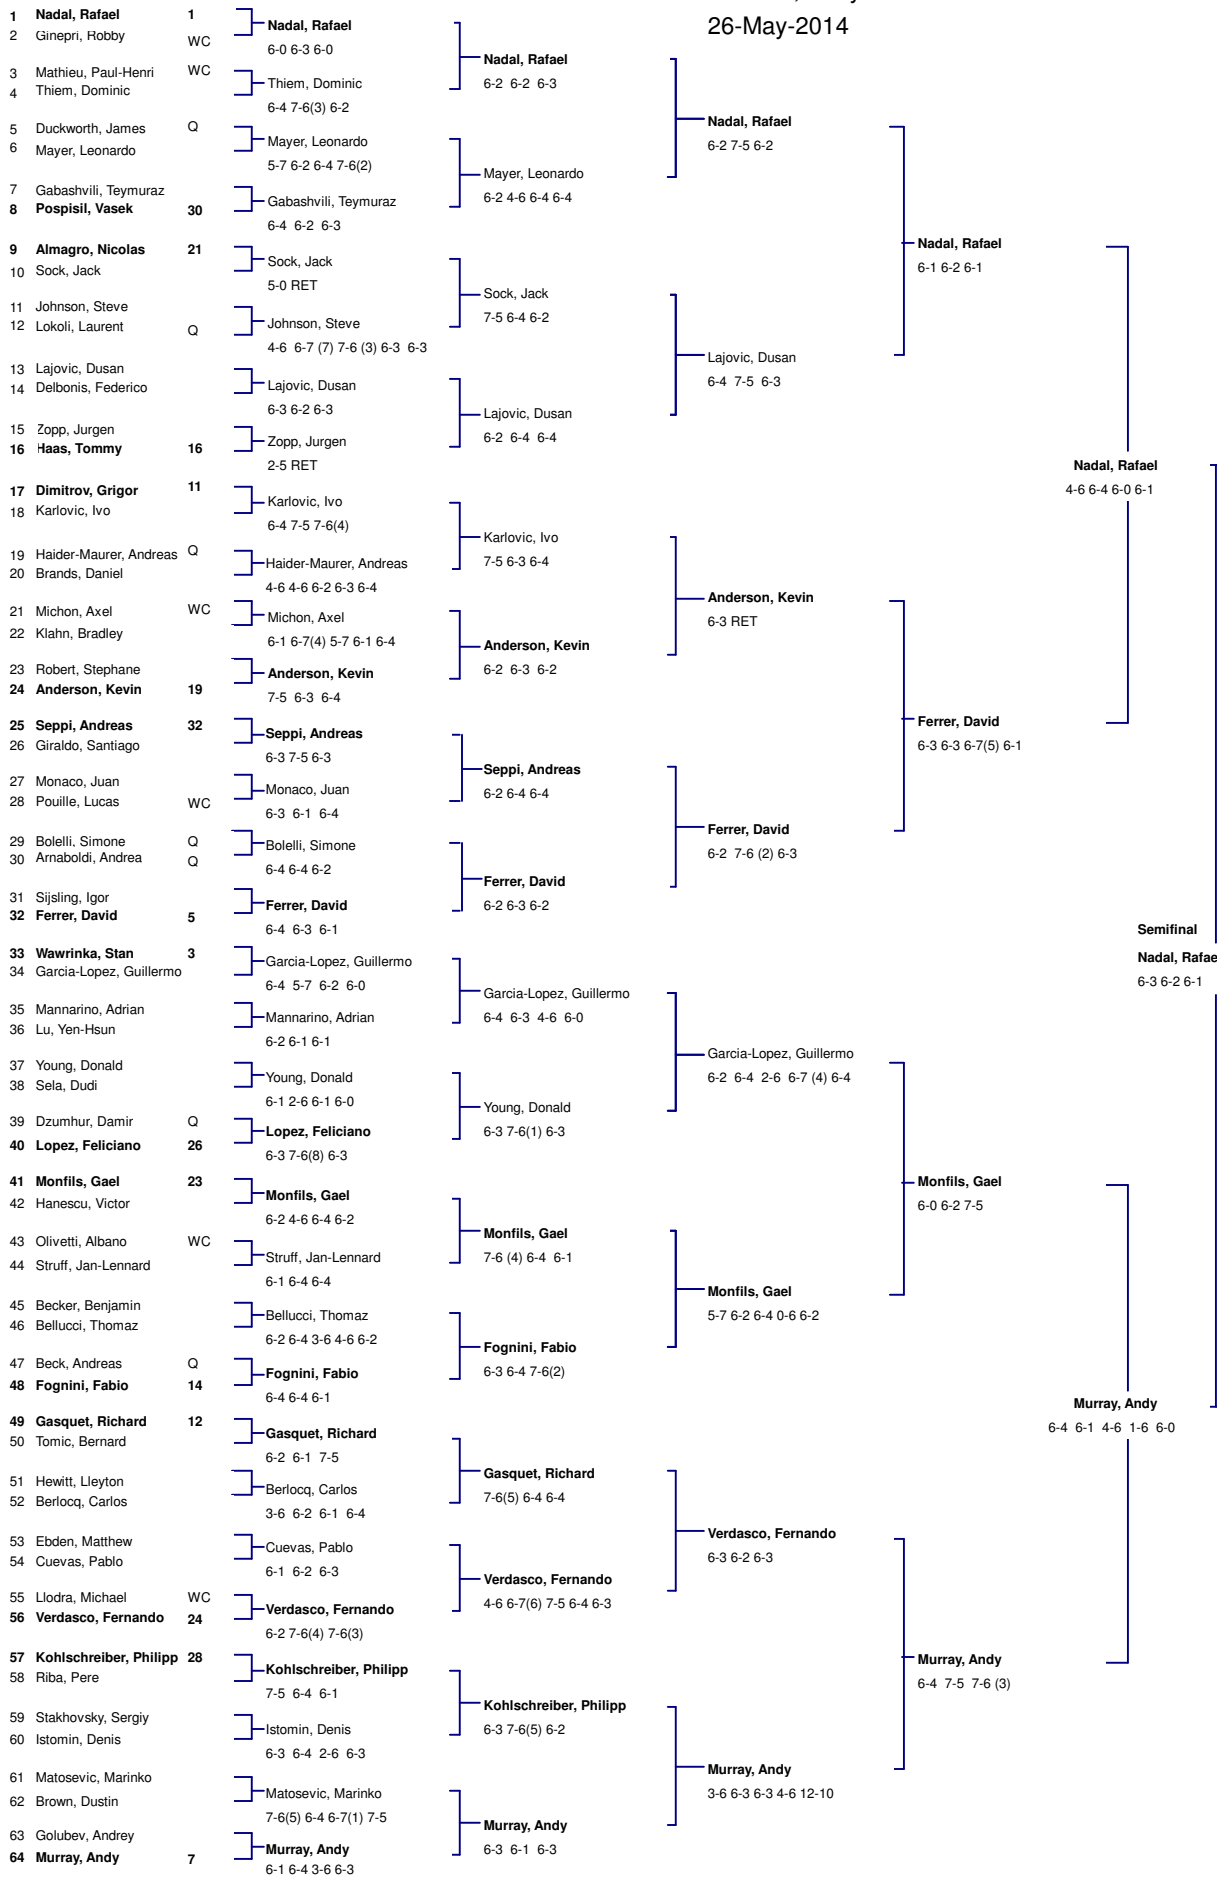 26-May-2014
1 Nadal, Rafael 1
2 Ginepri, Robby WC
3 Mathieu, Paul-Henri WC
4 Thiem, Dominic
5 Duckworth, James Q
6 Mayer, Leonardo
7 Gabashvili, Teymuraz
8 Pospisil, Vasek 30
9 Almagro, Nicolas 21
10 Sock, Jack
11 Johnson, Steve
12 Lokoli, Laurent Q
13 Lajovic, Dusan
14 Delbonis, Federico
15 Zopp, Jurgen
16 Haas, Tommy 16
17 Dimitrov, Grigor 11
18 Karlovic, Ivo
19 Haider-Maurer, Andreas Q
20 Brands, Daniel
21 Michon, Axel WC
22 Klahn, Bradley
23 Robert, Stephane
24 Anderson, Kevin 19
25 Seppi, Andreas 32
26 Giraldo, Santiago
27 Monaco, Juan
28 Pouille, Lucas WC
29 Bolelli, Simone Q
30 Arnaboldi, Andrea Q
31 Sijsling, Igor
32 Ferrer, David 5
33 Wawrinka, Stan 3
34 Garcia-Lopez, Guillermo
35 Mannarino, Adrian
36 Lu, Yen-Hsun
37 Young, Donald
38 Sela, Dudi
39 Dzumhur, Damir Q
40 Lopez, Feliciano 26
41 Monfils, Gael 23
42 Hanescu, Victor
43 Olivetti, Albano WC
44 Struff, Jan-Lennard
45 Becker, Benjamin
46 Bellucci, Thomaz
47 Beck, Andreas Q
48 Fognini, Fabio 14
49 Gasquet, Richard 12
50 Tomic, Bernard
51 Hewitt, Lleyton
52 Berlocq, Carlos
53 Ebden, Matthew
54 Cuevas, Pablo
55 Llodra, Michael WC
56 Verdasco, Fernando 24
57 Kohlschreiber, Philipp 28
58 Riba, Pere
59 Stakhovsky, Sergiy
60 Istomin, Denis
61 Matosevic, Marinko
62 Brown, Dustin
63 Golubev, Andrey
64 Murray, Andy 7
Nadal, Rafael
6-0 6-3 6-0
Thiem, Dominic
6-4 7-6(3) 6-2
Mayer, Leonardo
5-7 6-2 6-4 7-6(2)
Gabashvili, Teymuraz
6-4 6-2 6-3
Sock, Jack
5-0 RET
Johnson, Steve
4-6 6-7 (7) 7-6 (3) 6-3 6-3
Lajovic, Dusan
6-3 6-2 6-3
Zopp, Jurgen
2-5 RET
Karlovic, Ivo
6-4 7-5 7-6(4)
Haider-Maurer, Andreas
4-6 4-6 6-2 6-3 6-4
Michon, Axel
6-1 6-7(4) 5-7 6-1 6-4
Anderson, Kevin
7-5 6-3 6-4
Seppi, Andreas
6-3 7-5 6-3
Monaco, Juan
6-3 6-1 6-4
Bolelli, Simone
6-4 6-4 6-2
Ferrer, David
6-4 6-3 6-1
Garcia-Lopez, Guillermo
6-4 5-7 6-2 6-0
Mannarino, Adrian
6-2 6-1 6-1
Young, Donald
6-1 2-6 6-1 6-0
Lopez, Feliciano
6-3 7-6(8) 6-3
Monfils, Gael
6-2 4-6 6-4 6-2
Struff, Jan-Lennard
6-1 6-4 6-4
Bellucci, Thomaz
6-2 6-4 3-6 4-6 6-2
Fognini, Fabio
6-4 6-4 6-1
Gasquet, Richard
6-2 6-1 7-5
Berlocq, Carlos
3-6 6-2 6-1 6-4
Cuevas, Pablo
6-1 6-2 6-3
Verdasco, Fernando
6-2 7-6(4) 7-6(3)
Kohlschreiber, Philipp
7-5 6-4 6-1
Istomin, Denis
6-3 6-4 2-6 6-3
Matosevic, Marinko
7-6(5) 6-4 6-7(1) 7-5
Murray, Andy
6-1 6-4 3-6 6-3
Nadal, Rafael
6-2 6-2 6-3
Mayer, Leonardo
6-2 4-6 6-4 6-4
Sock, Jack
7-5 6-4 6-2
Lajovic, Dusan
6-2 6-4 6-4
Karlovic, Ivo
7-5 6-3 6-4
Anderson, Kevin
6-2 6-3 6-2
Seppi, Andreas
6-2 6-4 6-4
Ferrer, David
6-2 6-3 6-2
Garcia-Lopez, Guillermo
6-4 6-3 4-6 6-0
Young, Donald
6-3 7-6(1) 6-3
Monfils, Gael
7-6 (4) 6-4 6-1
Fognini, Fabio
6-3 6-4 7-6(2)
Gasquet, Richard
7-6(5) 6-4 6-4
Verdasco, Fernando
4-6 6-7(6) 7-5 6-4 6-3
Kohlschreiber, Philipp
6-3 7-6(5) 6-2
Murray, Andy
6-3 6-1 6-3
Nadal, Rafael
6-2 7-5 6-2
Lajovic, Dusan
6-4 7-5 6-3
Anderson, Kevin
6-3 RET
Ferrer, David
6-2 7-6 (2) 6-3
Garcia-Lopez, Guillermo
6-2 6-4 2-6 6-7 (4) 6-4
Monfils, Gael
5-7 6-2 6-4 0-6 6-2
Verdasco, Fernando
6-3 6-2 6-3
Murray, Andy
3-6 6-3 6-3 4-6 12-10
Nadal, Rafael
6-1 6-2 6-1
Ferrer, David
6-3 6-3 6-7(5) 6-1
Monfils, Gael
6-0 6-2 7-5
Murray, Andy
6-4 7-5 7-6 (3)
Nadal, Rafael
4-6 6-4 6-0 6-1
Murray, Andy
6-4 6-1 4-6 1-6 6-0
Semifinal
Nadal, Rafae
6-3 6-2 6-1